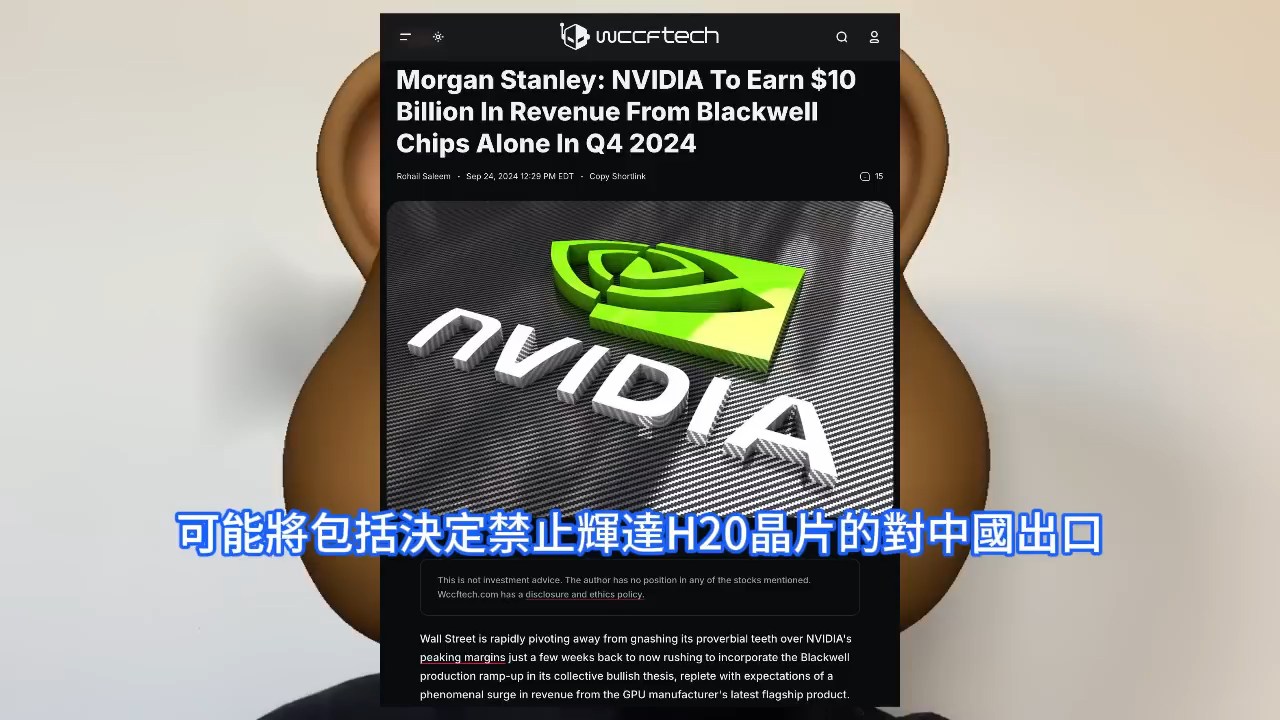 wccftech
Morgan Stanley: NVIDIA To Earn $10
Billion In Revenue From Blackwell
Chips Alone In Q4 2024
Rohail Saleem • Sep 24, 2024 12:29 PM EDT • Copy Shortlink
15
NVIDIA
可能將包括決定禁止輝達H20晶片的對中國出口
This is not investment advice. The author has no position in any of the stocks mentioned.
Wccftech.com has a disclosure and ethics policy.
Wall Street is rapidly pivoting away from gnashing its proverbial teeth over NVIDIA's
peaking margins just a few weeks back to now rushing to incorporate the Blackwell
production ramp-up in its collective bullish thesis, replete with expectations of a
phenomenal surge in revenue from the GPU manufacturer's latest flagship product.